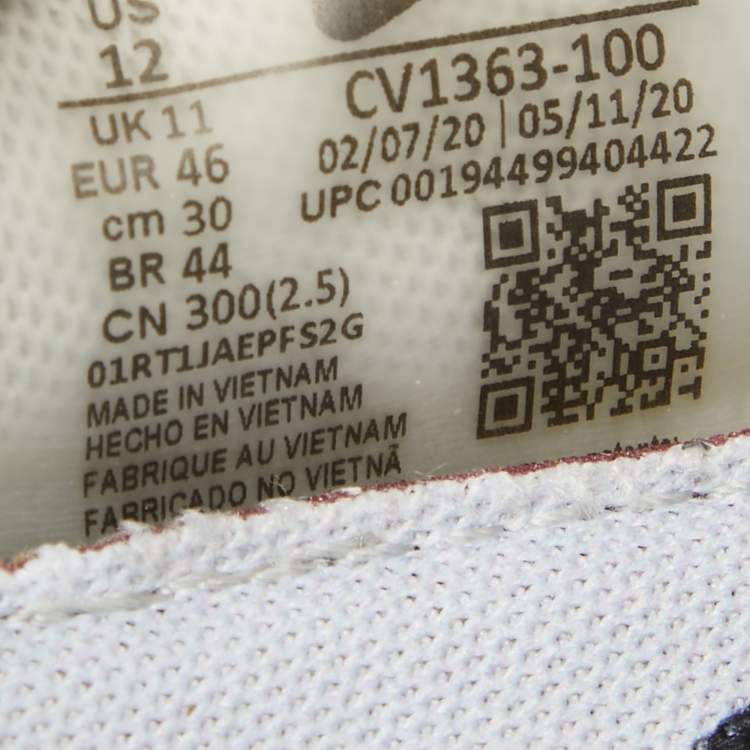 US
12
UK 11
EUR 46
cm 30
BR 44
CN 300(2.5)
01RT1JAEPFS2G
MADE IN VIETNAM
HECHO EN VIETNAM
FABRIQUE AU VIETNAM
FABRICADO NO VIETNÃ
CV1363-100
02/07/20 | 05/11/20
UPC 00194499404422